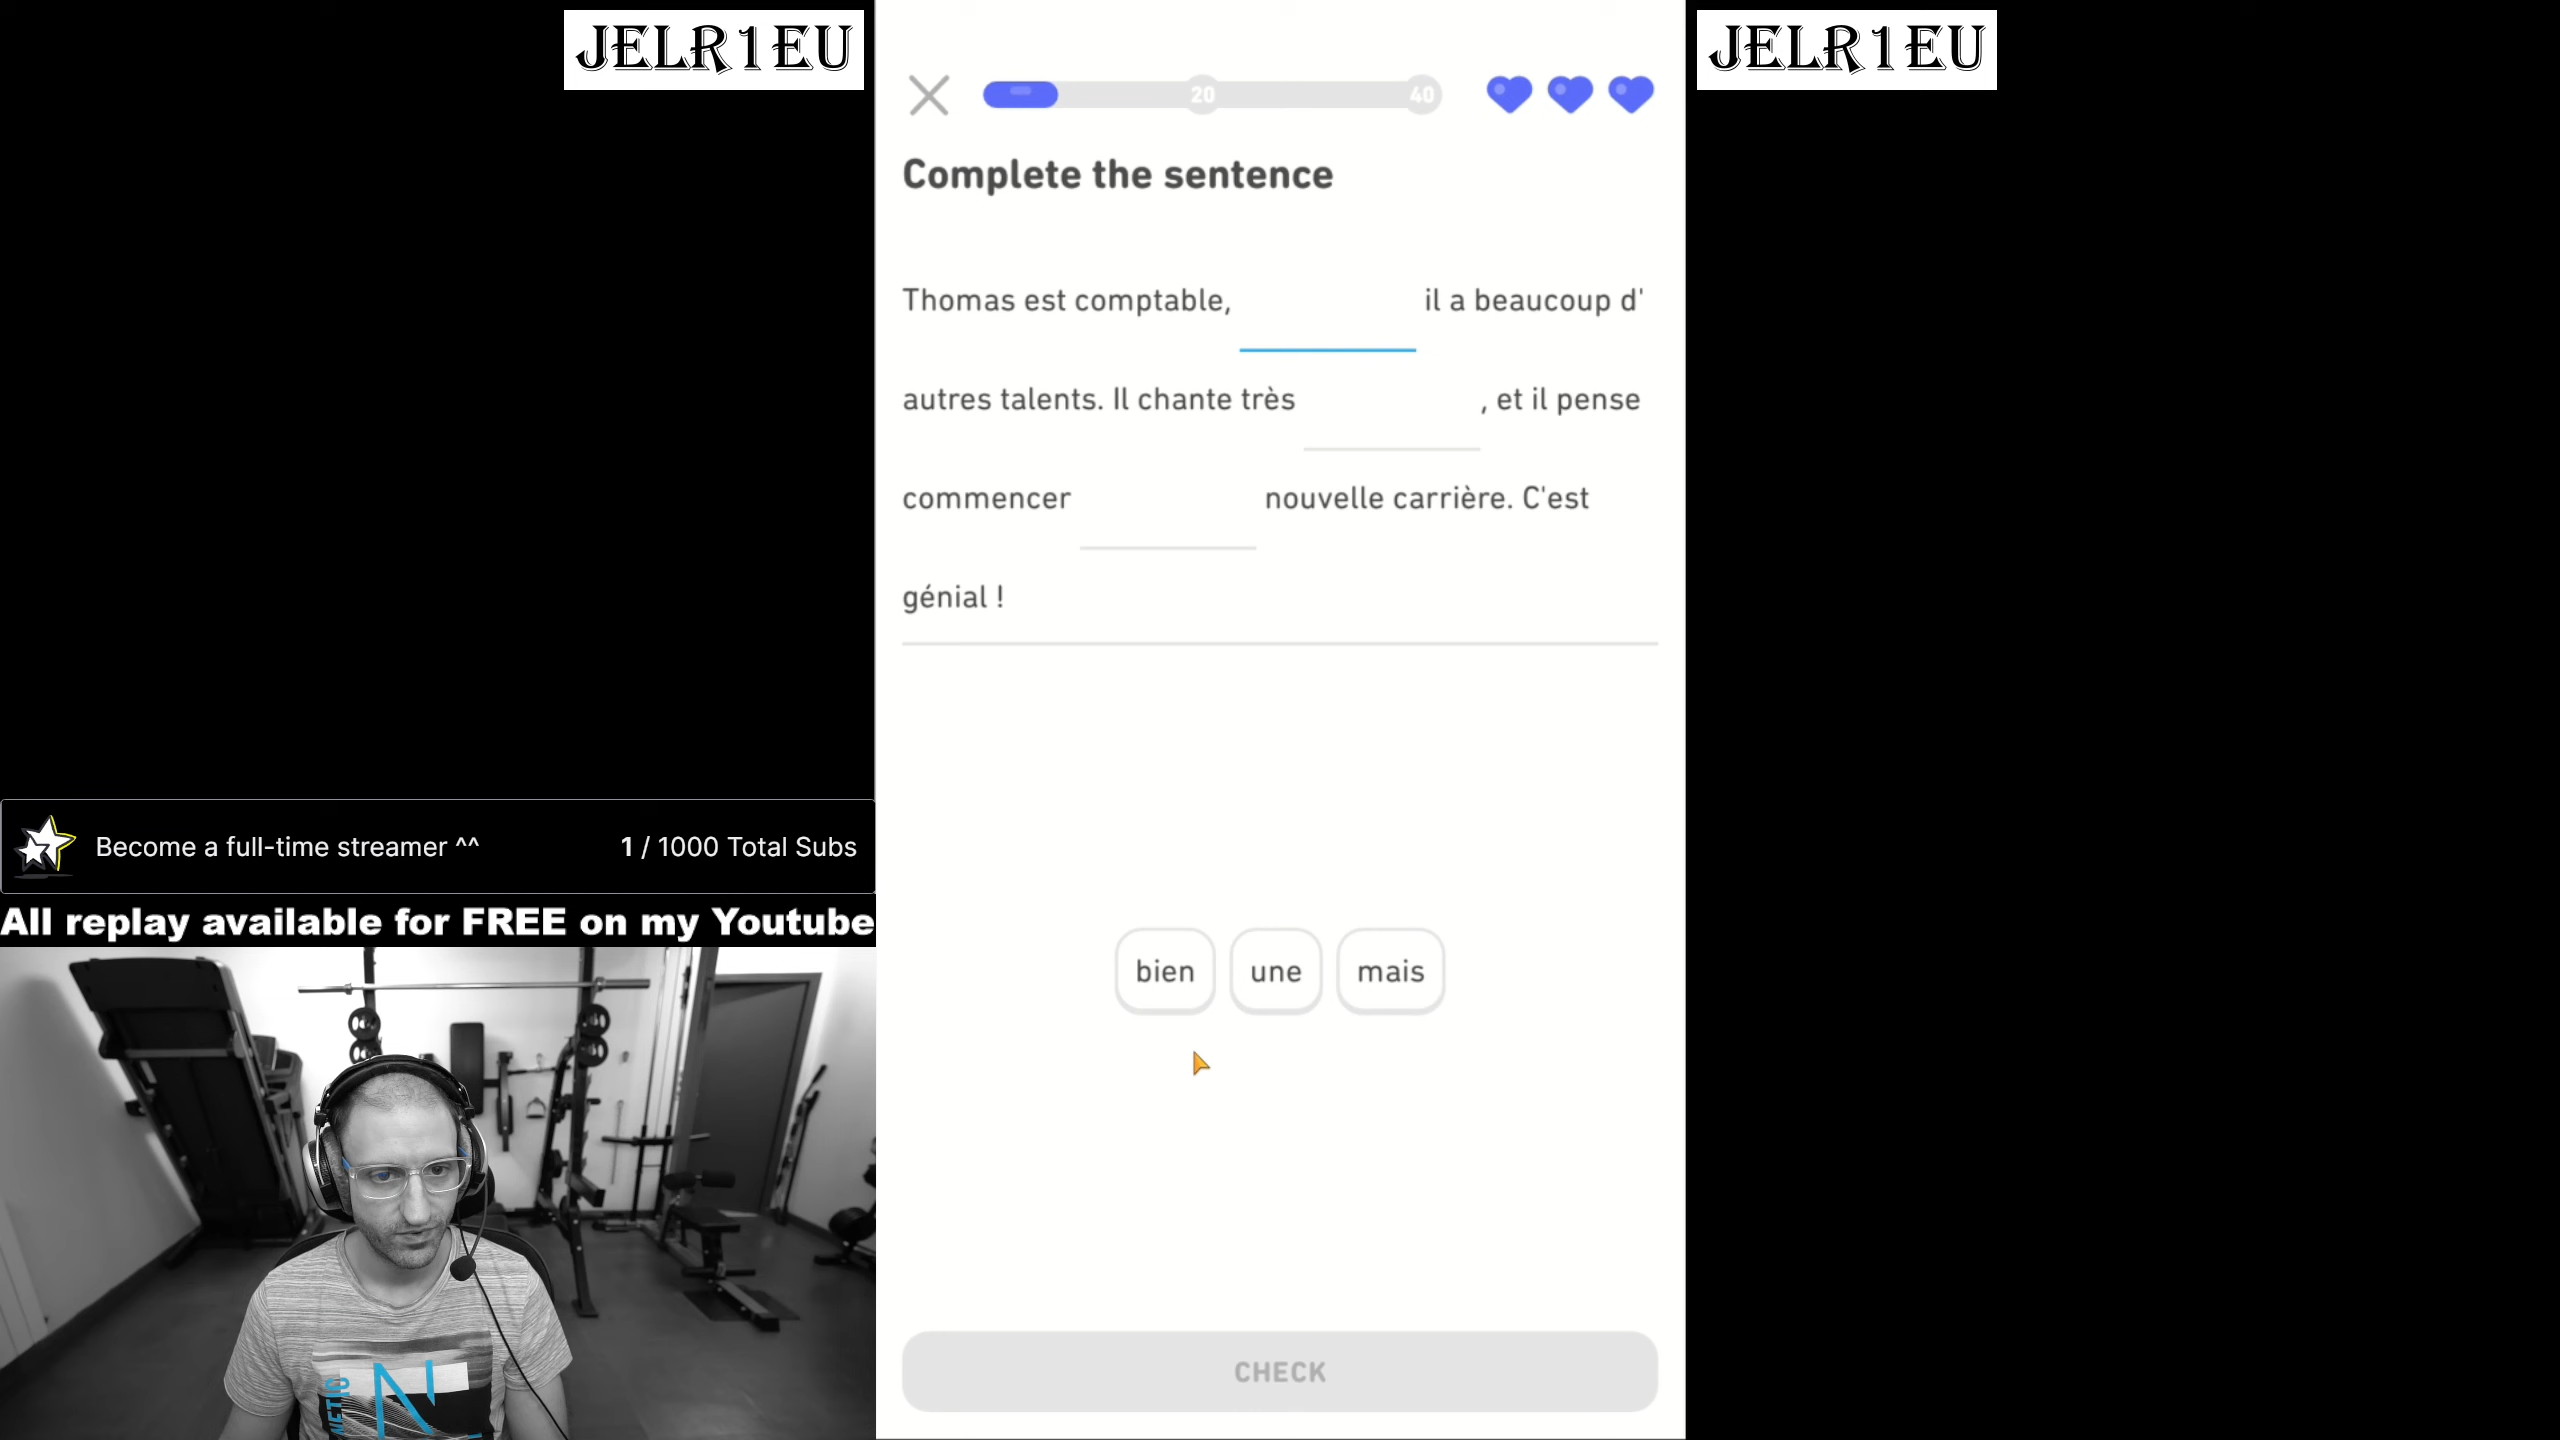 JELR1EU
JELR1EU
20
40
Complete the sentence
Thomas est comptable, il a beaucoup d'
autres talents. Il chante très , et il pense
commencer nouvelle carrière. C'est
génial !
bien
une
mais
CHECK
Become a full-time streamer ^^
1 / 1000 Total Subs
All replay available for FREE on my Youtube
N